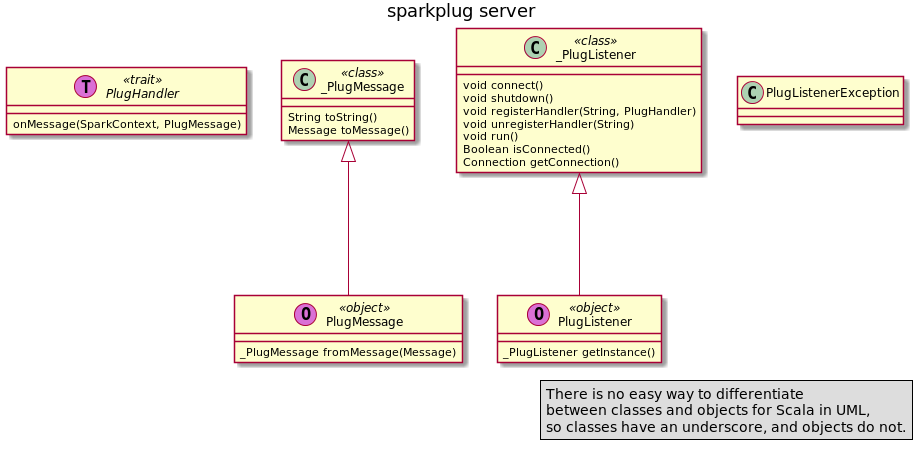 sparkplug server
T
«trait»
PlugHandler
onMessage(SparkContext, PlugMessage)
C
«class»
_PlugMessage
String toString()
Message toMessage()
C
«class»
_PlugListener
void connect()
void shutdown()
void registerHandler(String, PlugHandler)
void unregisterHandler(String)
void run()
Boolean isConnected()
Connection getConnection()
C PlugListenerException
O
«object»
PlugMessage
_PlugMessage fromMessage(Message)
O
«object»
PlugListener
_PlugListener getInstance()
There is no easy way to differentiate
between classes and objects for Scala in UML,
so classes have an underscore, and objects do not.